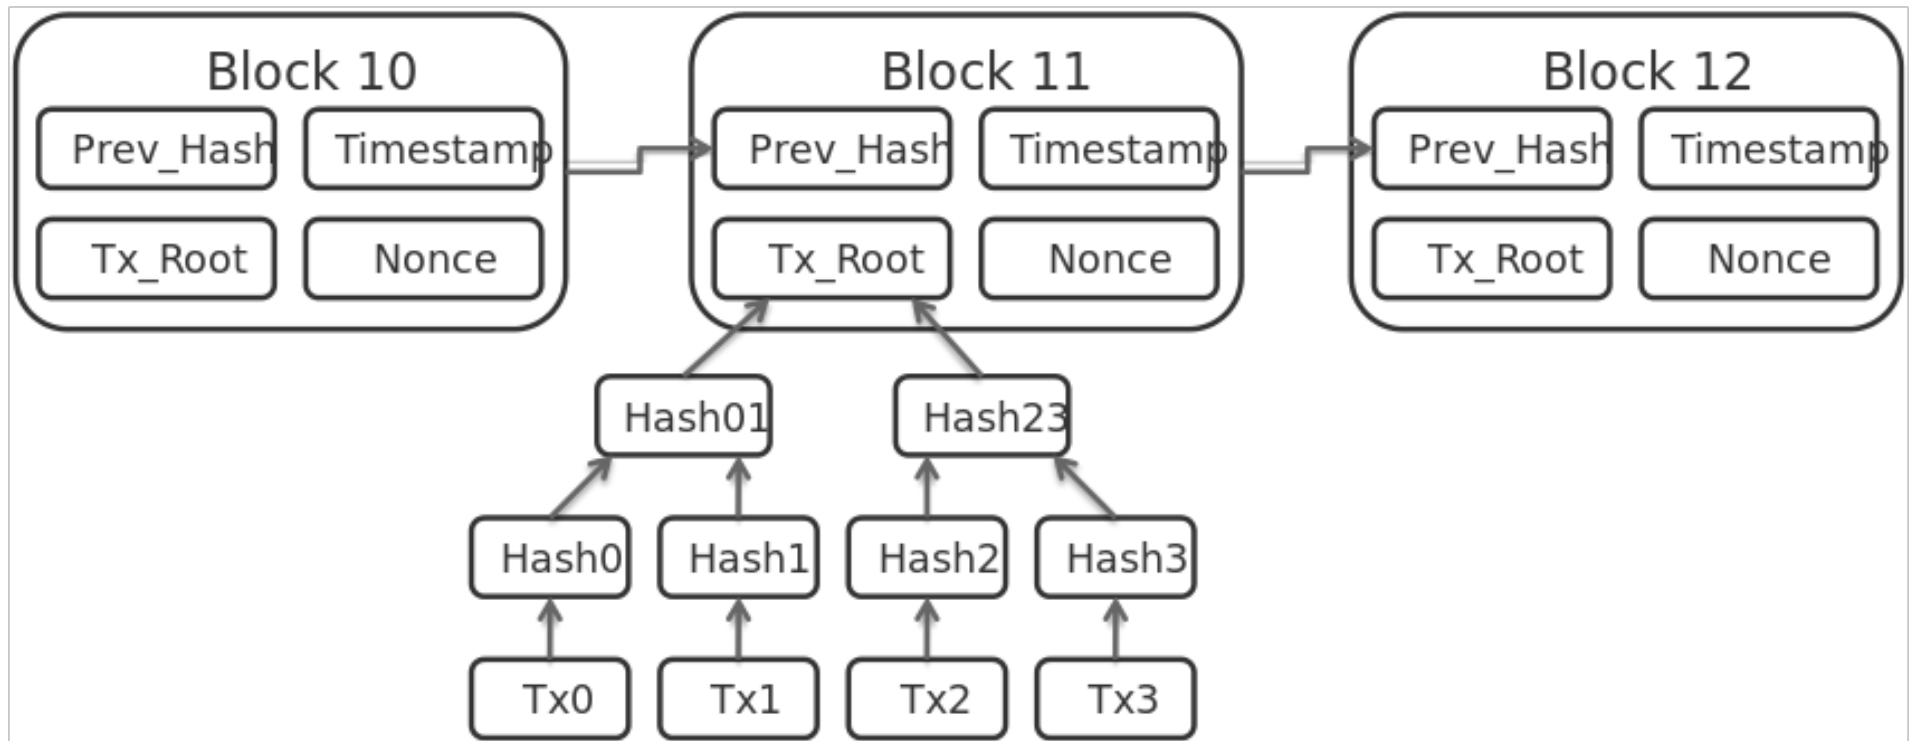 Block 10
Block 11
Block 12
Prev_Hash
Timestamp
Prev_Hash
Timestamp
Prev_Hash
Timestamp
Tx_Root
Nonce
Tx_Root
Nonce
Tx_Root
Nonce
Hash01
Hash23
Hash0
Hash1
Hash2
Hash3
Tx0
Tx1
Tx2
Tx3